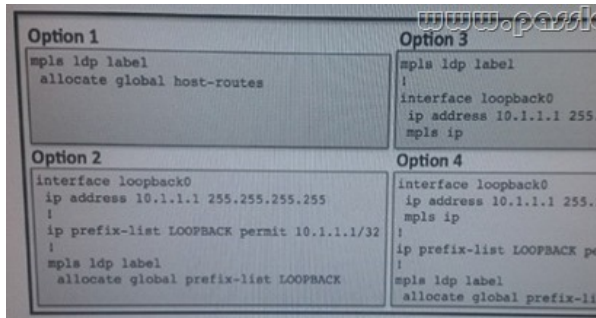 Option 1
mpls ldp label
allocate global host-routes
Option 2
interface loopback0
ip address 10.1.1.1 255.255.255.255
!
ip prefix-list LOOPBACK permit 10.1.1.1/32
!
mpls ldp label
allocate global prefix-list LOOPBACK
Option 3
mpls ldp label
!
interface loopback0
ip address 10.1.1.1 255.
mpls ip
Option 4
interface loopback0
ip address 10.1.1.1 255.
mpls ip
!
ip prefix-list LOOPBACK pe
!
mpls ldp label
allocate global prefix-li